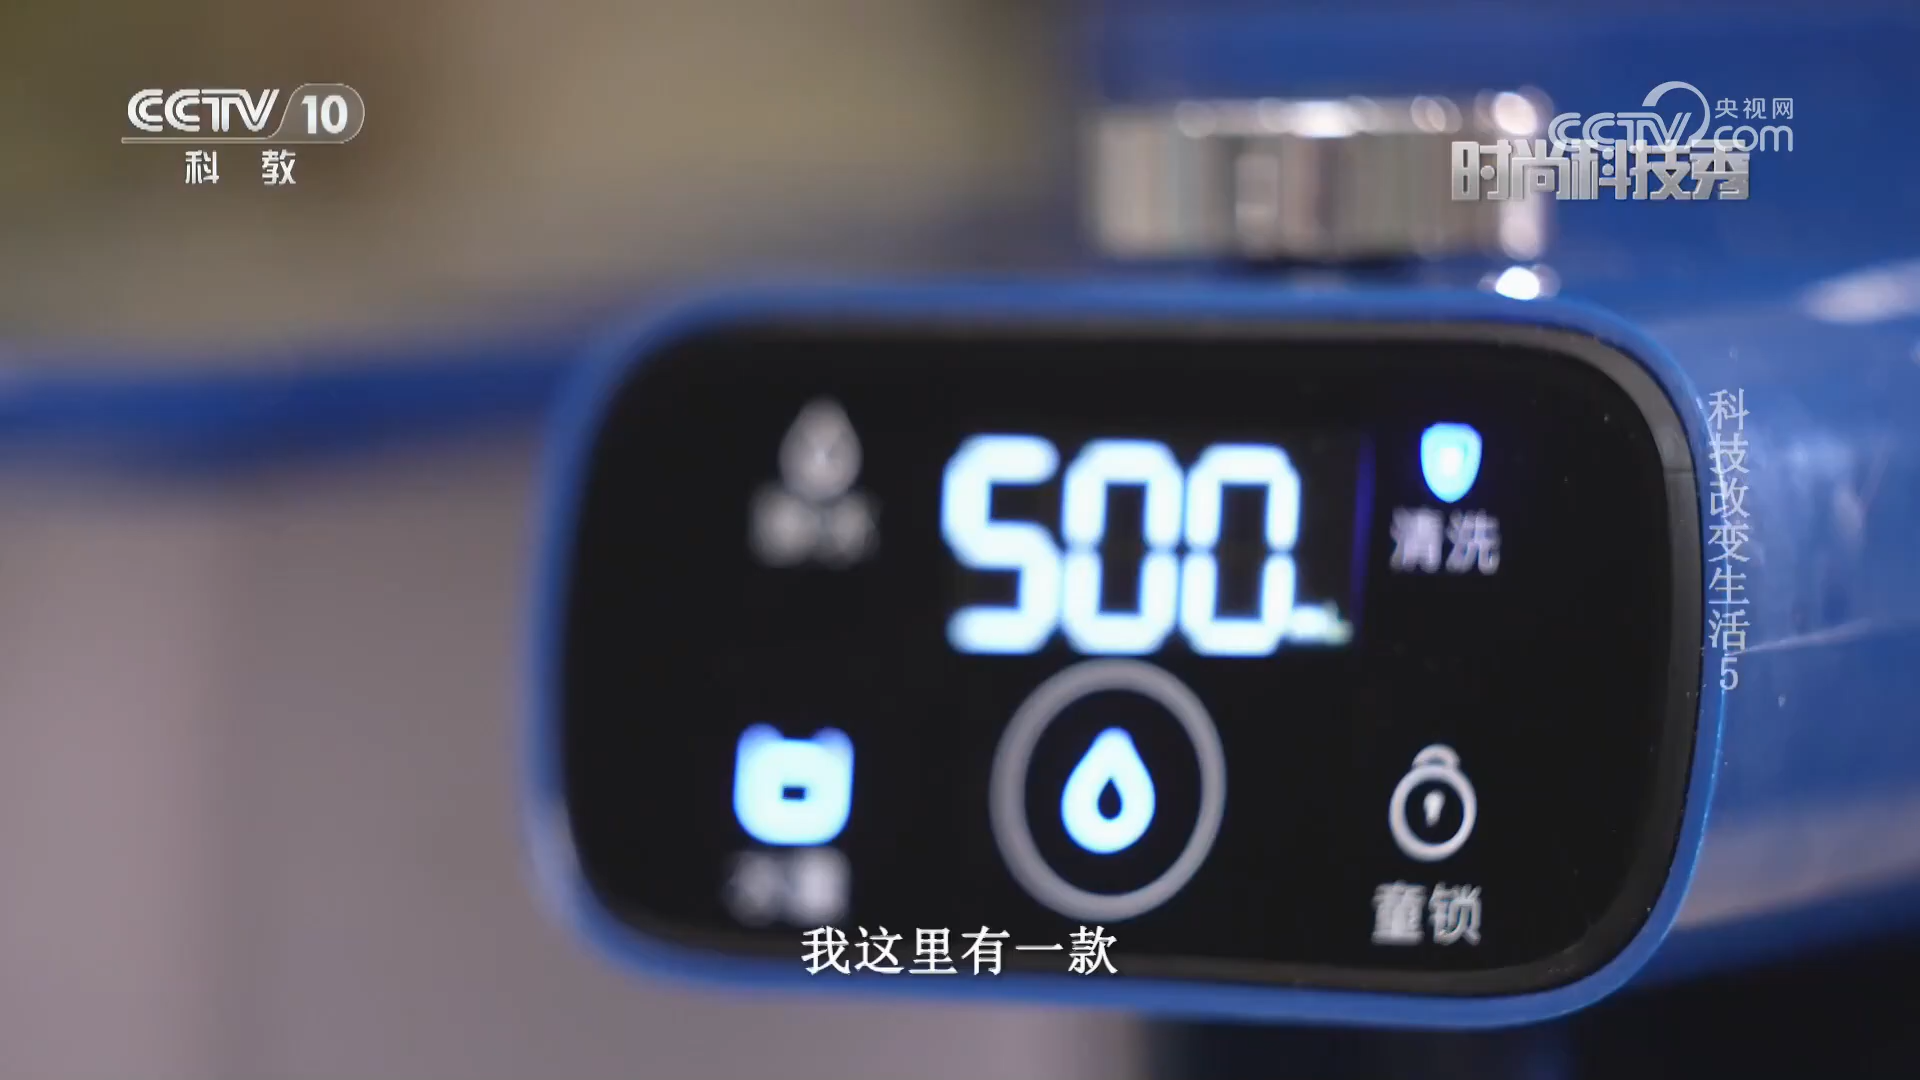 CCTV 10
科 教
央视网
CCTV.com
时尚科技秀
科技改变生活5
500mL
清洗
童锁
我这里有一款